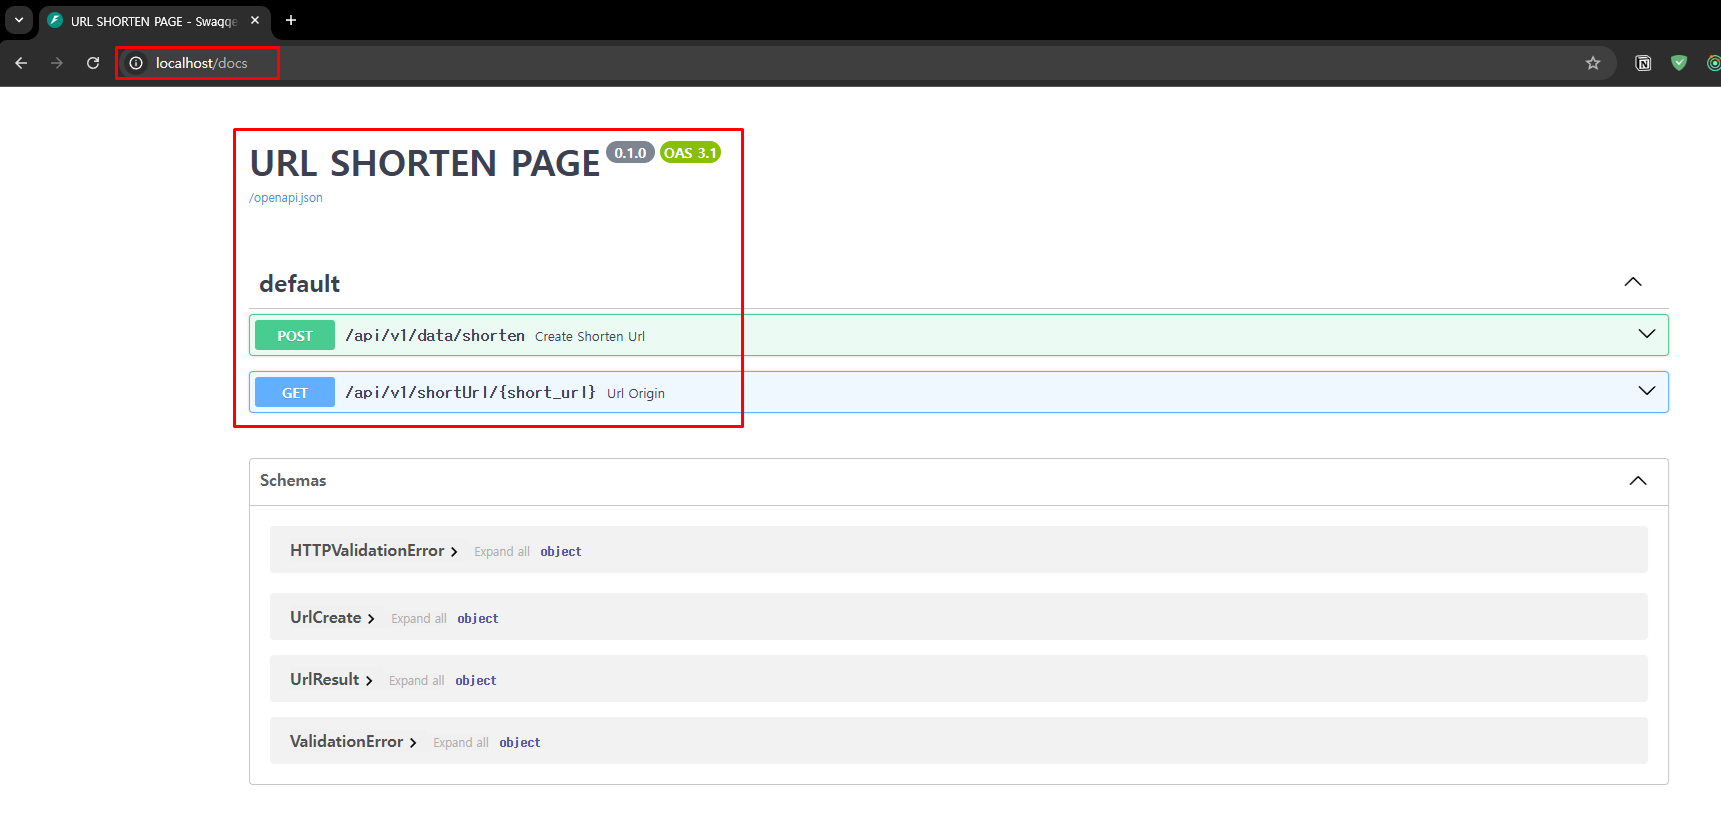 URL SHORTEN PAGE - Swagge
localhost/docs
URL SHORTEN PAGE 0.1.0 OAS 3.1
/openapi.json
default
POST /api/v1/data/shorten Create Shorten Url
GET /api/v1/shortUrl/{short_url} Url Origin
Schemas
HTTPValidationError Expand all object
UrlCreate Expand all object
UrlResult Expand all object
ValidationError Expand all object